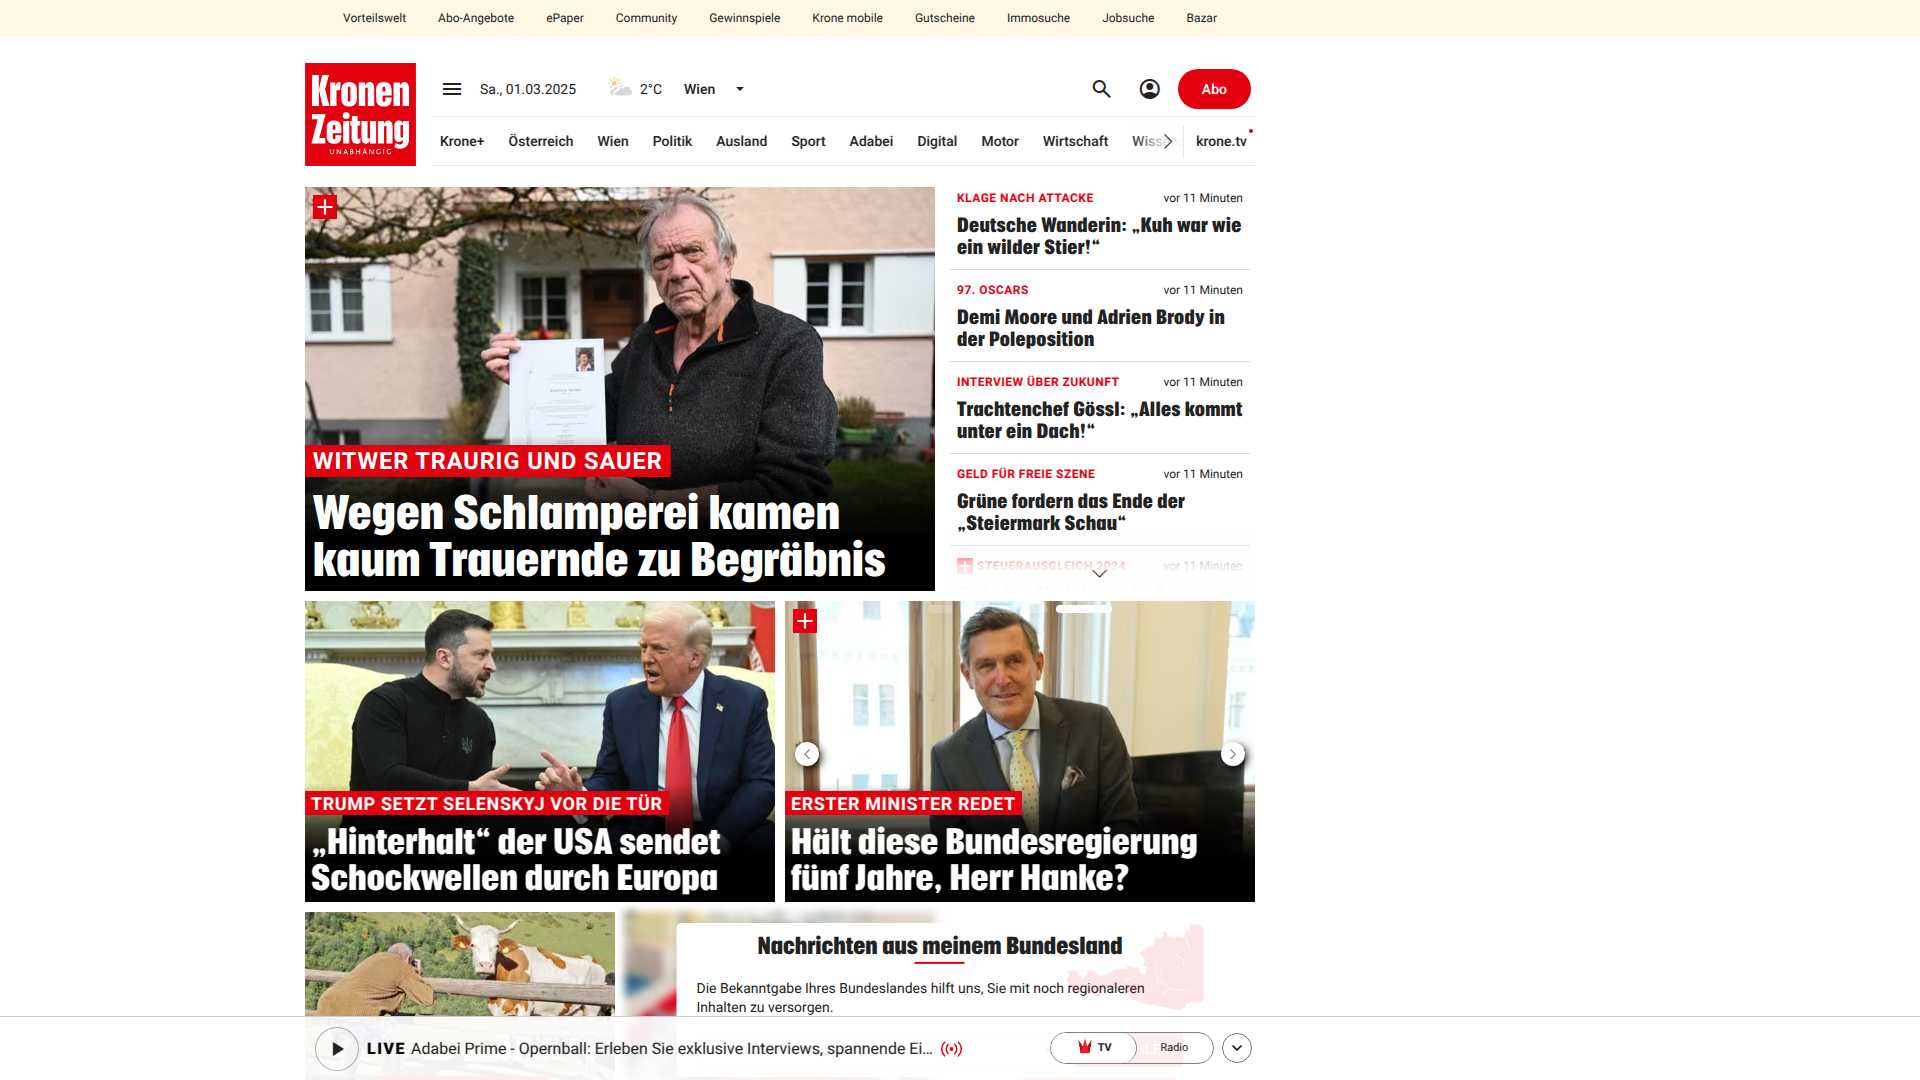 Vorteilswelt Abo-Angebote ePaper Community Gewinnspiele Krone mobile Gutscheine Immosuche Jobsuche Bazar
Kronen
Zeitung
UNABHÄNGIG
Sa., 01.03.2025 2°C Wien
Abo
Krone+ Österreich Wien Politik Ausland Sport Adabei Digital Motor Wirtschaft krone.tv
WITWER TRAURIG UND SAUER
Wegen Schlamperei kamen
kaum Trauernde zu Begräbnis
KLAGE NACH ATTACKE vor 11 Minuten
Deutsche Wanderin: „Kuh war wie
ein wilder Stier!“
97. OSCARS vor 11 Minuten
Demi Moore und Adrien Brody in
der Poleposition
INTERVIEW ÜBER ZUKUNFT vor 11 Minuten
Trachtenchef Gössl: „Alles kommt
unter ein Dach!“
GELD FÜR FREIE SZENE vor 11 Minuten
Grüne fordern das Ende der
„Steiermark Schau“
STEUERAUSGLEICH 2024 vor 11 Minuten
TRUMP SETZT SELENSKYJ VOR DIE TÜR
„Hinterhalt“ der USA sendet
Schockwellen durch Europa
ERSTER MINISTER REDET
Hält diese Bundesregierung
fünf Jahre, Herr Hanke?
Nachrichten aus meinem Bundesland
Die Bekanntgabe Ihres Bundeslandes hilft uns, Sie mit noch regionaleren
Inhalten zu versorgen.
LIVE Adabei Prime - Opernball: Erleben Sie exklusive Interviews, spannende Ei...
TV Radio